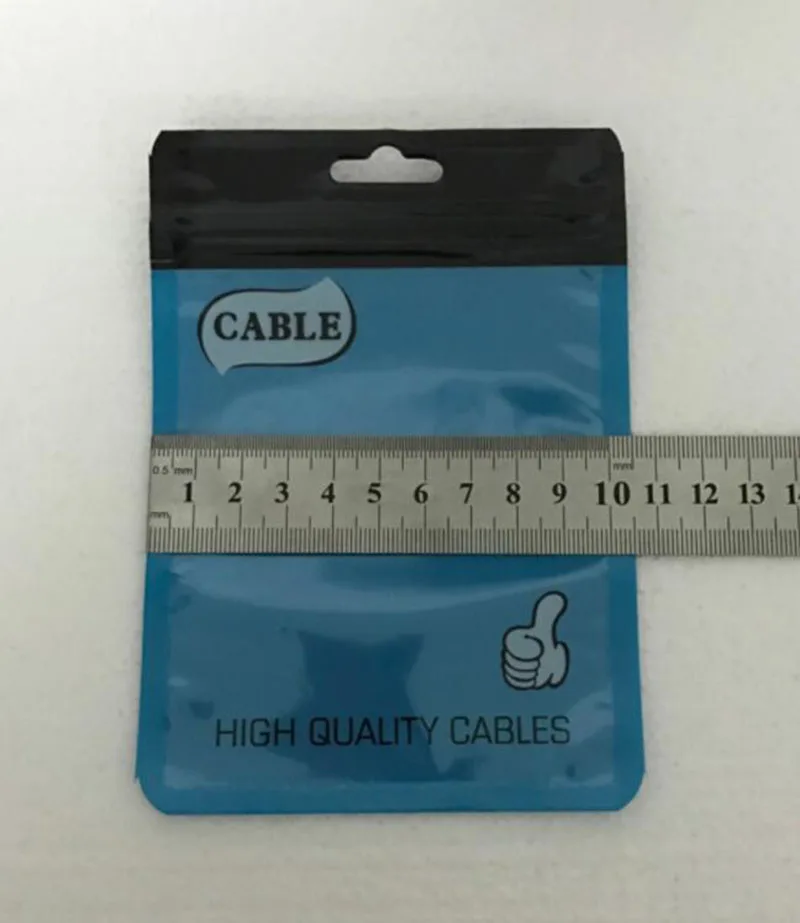 CABLE
0.5 mm mm
1 2 3 4 5 6 7 8 9 10 11 12 13
mm
HIGH QUALITY CABLES